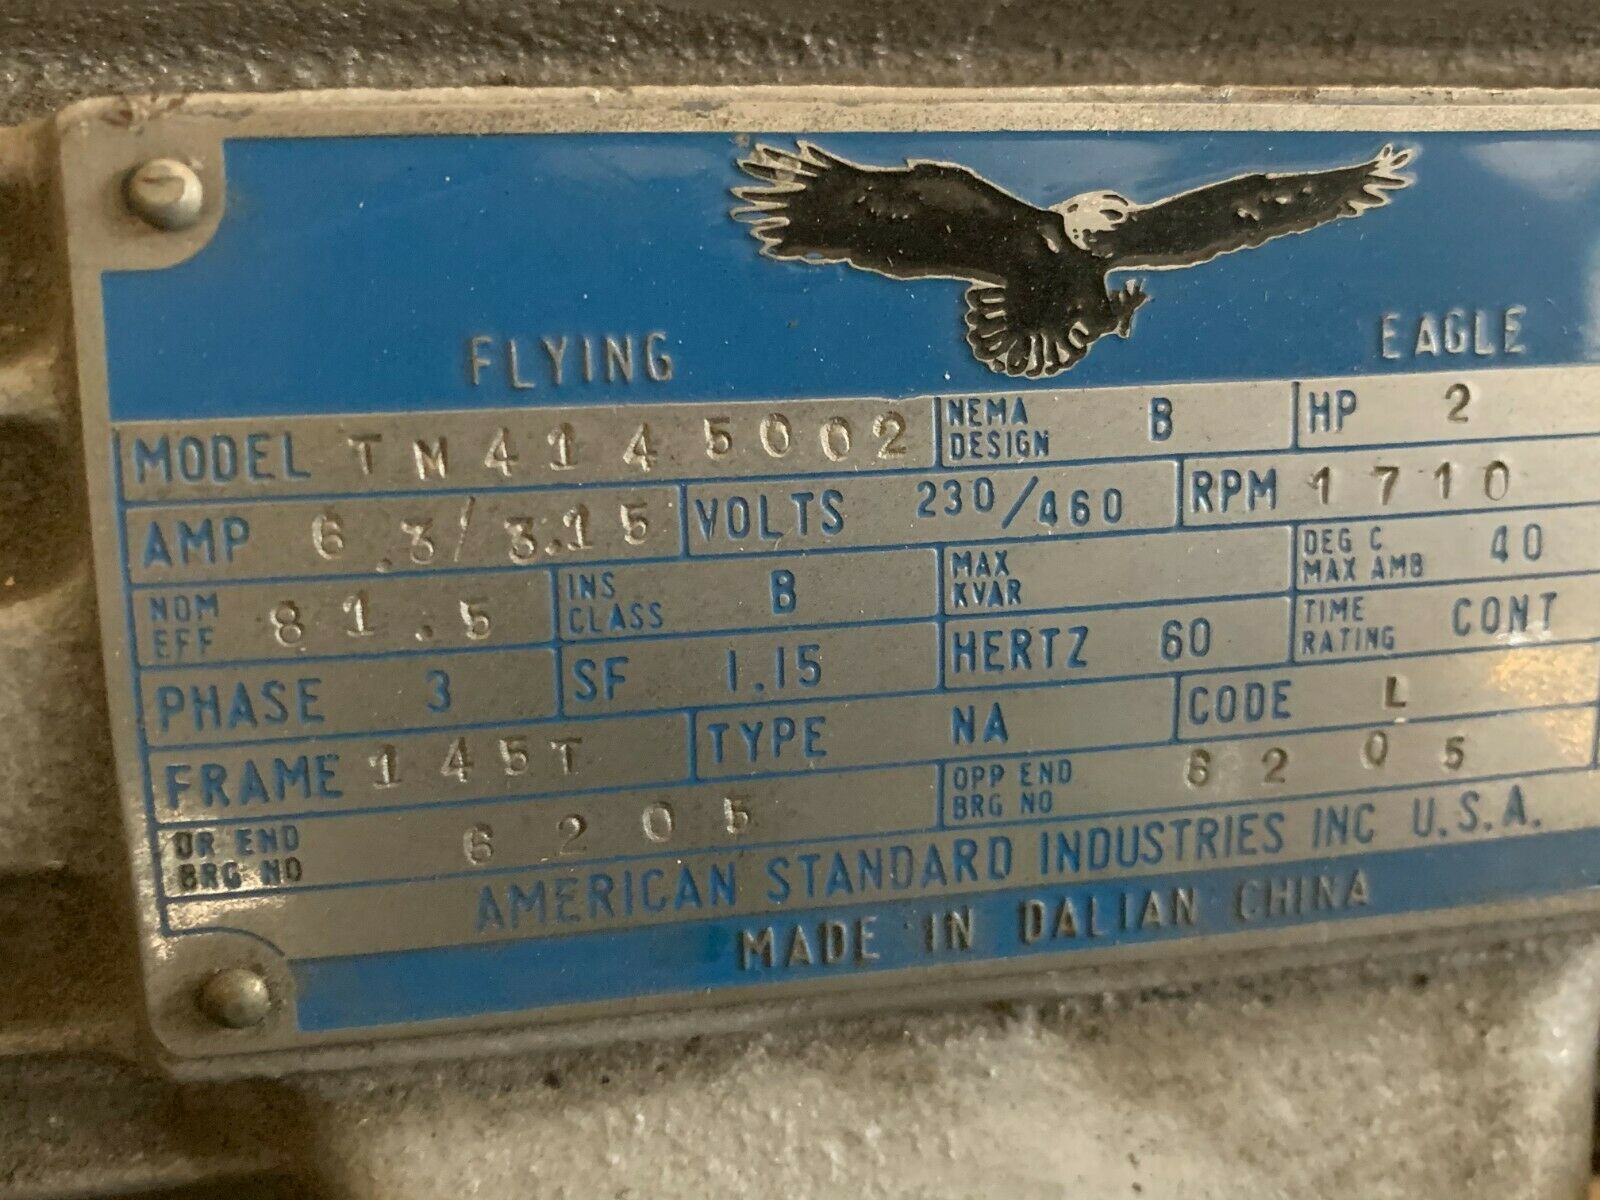 FLYING EAGLE
MODEL TM4145002 NEMA DESIGN B HP 2
AMP 6.3/3.15 VOLTS 230/460 RPM 1710
NOM EFF 81.5 INS CLASS B MAX KVAR DEG C MAX AMB 40
PHASE 3 SF 1.15 HERTZ 60 TIME RATING CONT
FRAME 145T TYPE NA CODE L
DR END BRG NO 6205 OPP END BRG NO 6205
AMERICAN STANDARD INDUSTRIES INC U.S.A.
MADE IN DALIAN CHINA